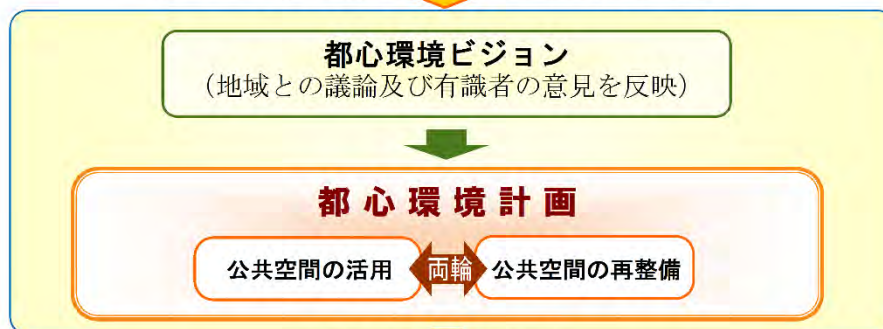 都心環境ビジョン
（地域との議論及び有識者の意見を反映）
都心環境計画
公共空間の活用 両輪 公共空間の再整備